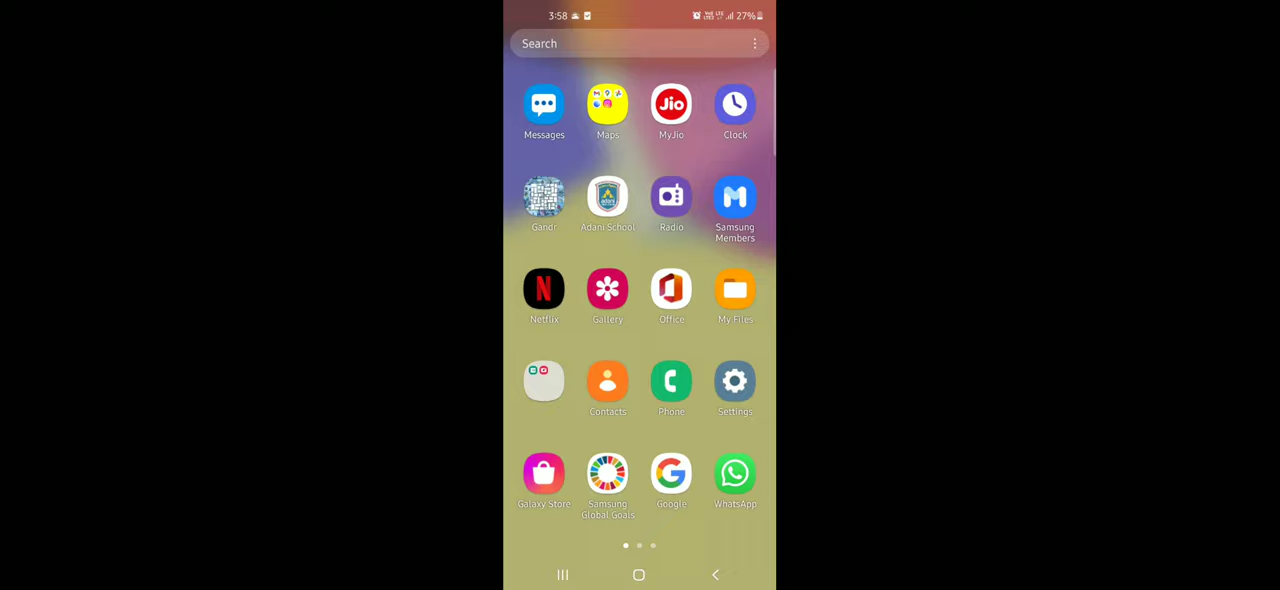 3:58 27%
Search
Messages Maps MyJio Clock
Jio
Gandr Adani School Radio Samsung Members
N
Netflix Gallery Office My Files
Contacts Phone Settings
Galaxy Store Samsung Global Goals Google WhatsApp